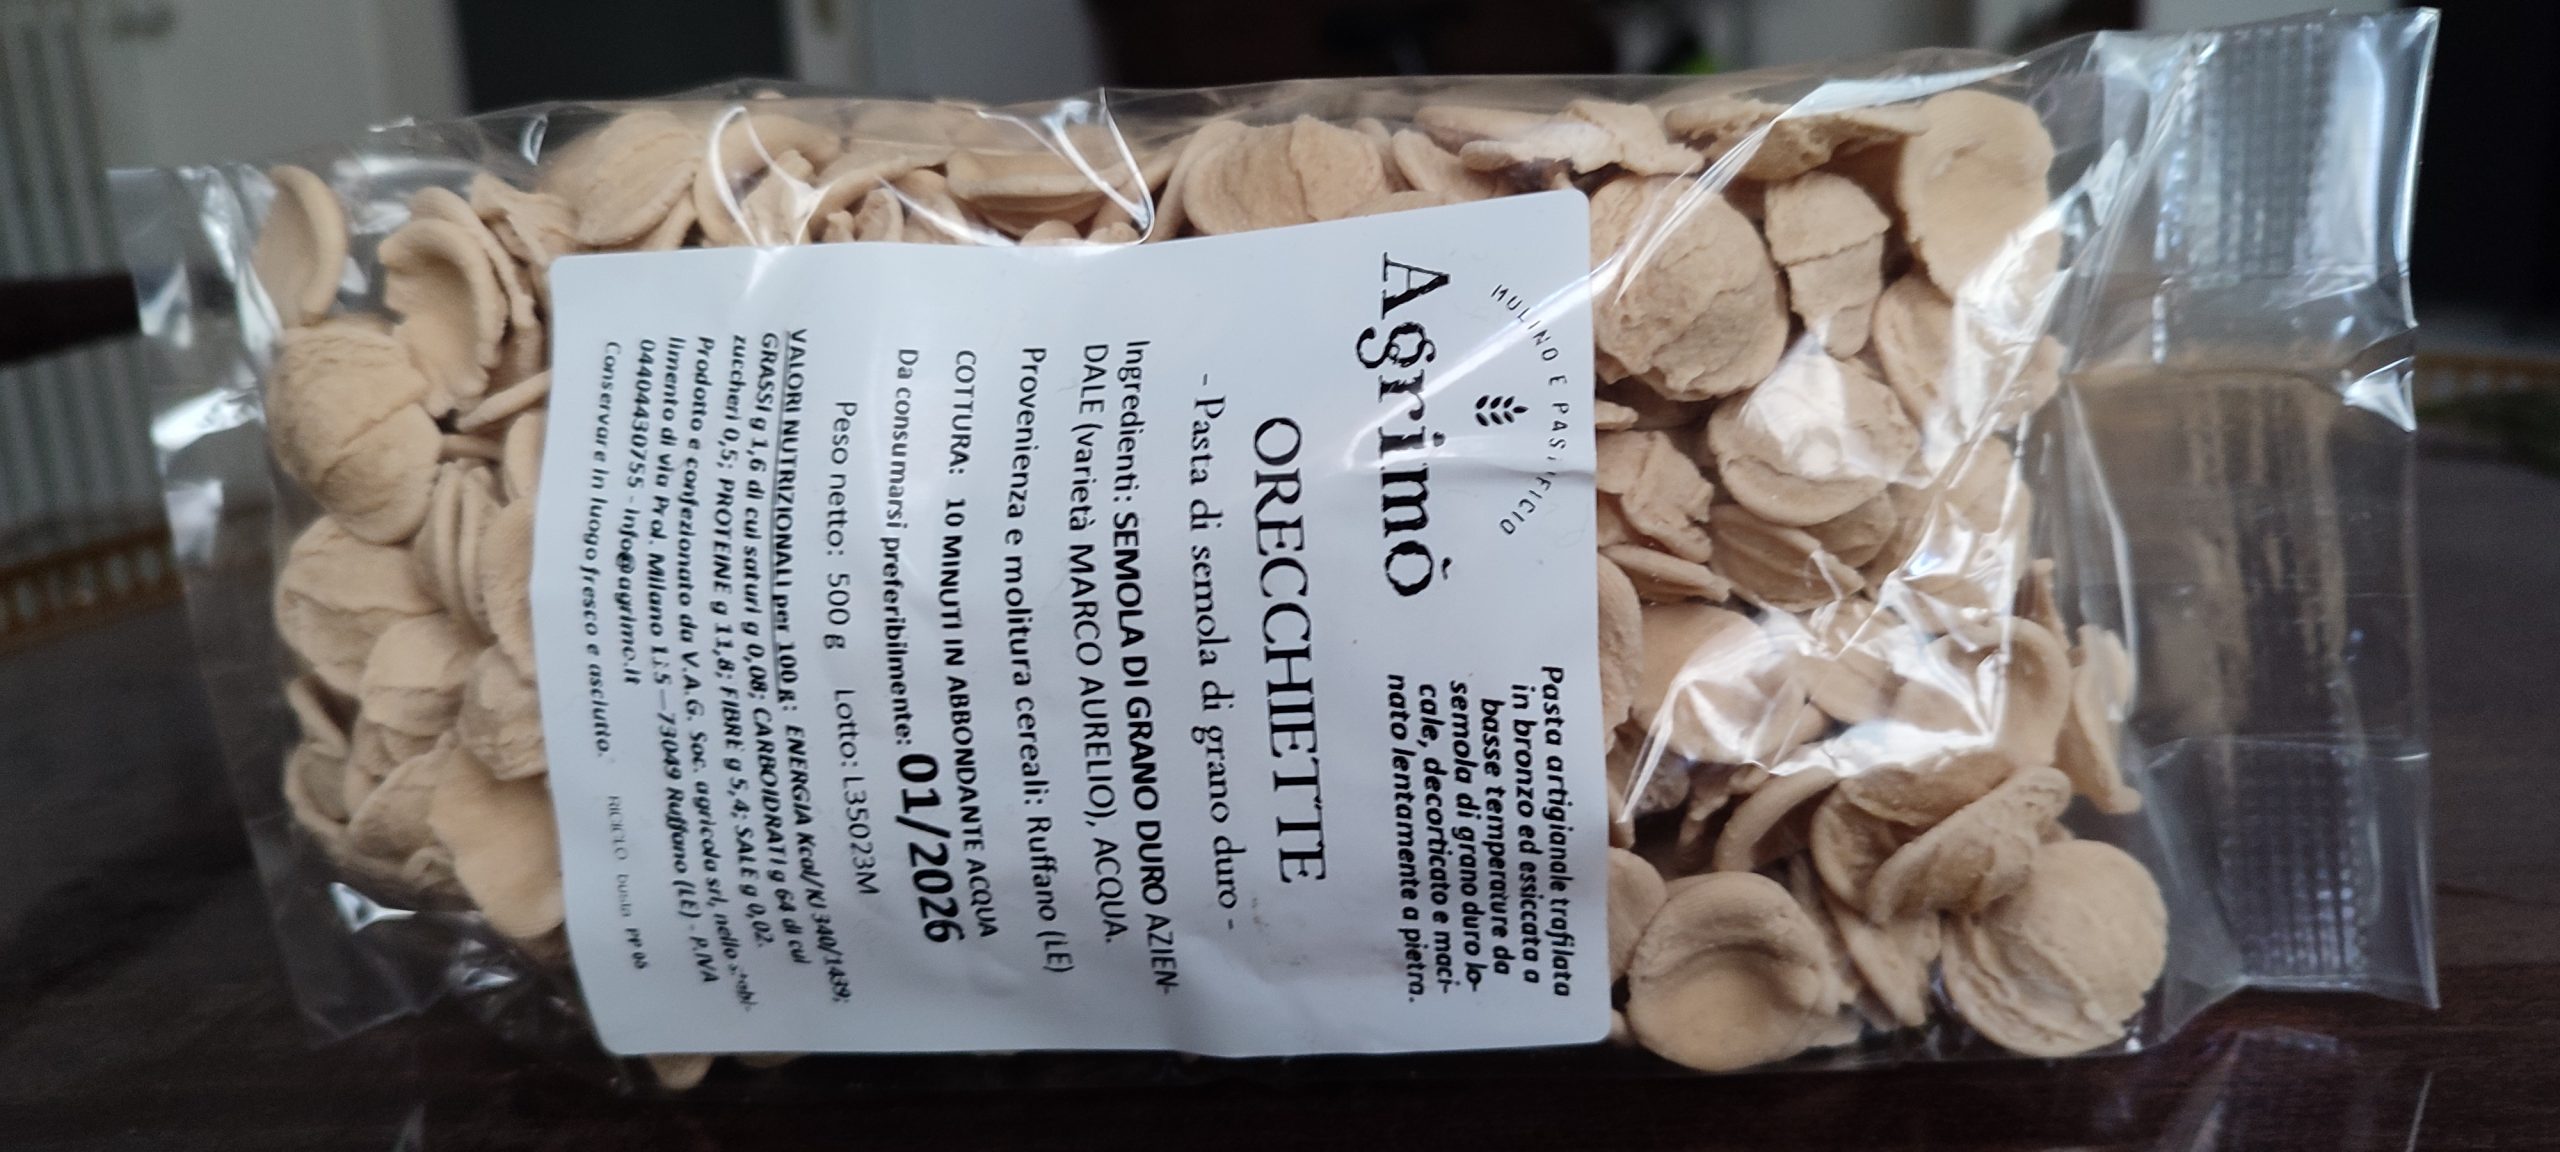 MULINO E PASTIFICIO
Agrimò
Pasta artigianale trafilata
in bronzo ed essiccata a
basse temperature da
semola di grano duro lo-
cale, decorticato e maci-
nato lentamente a pietra.
ORECCHIETTE
- Pasta di semola di grano duro -
Ingredienti: SEMOLA DI GRANO DURO AZIEN-
DALE (varietà MARCO AURELIO), ACQUA.
Provenienza e molitura cereali: Ruffano (LE)
COTTURA: 10 MINUTI IN ABBONDANTE ACQUA
Da consumarsi preferibilmente: 01/2026
Peso netto: 500 g Lotto: L35023M
VALORI NUTRIZIONALI per 100 g: ENERGIA Kcal/KJ 340/1439;
GRASSI g 1,6 di cui saturi g 0,08; CARBOIDRATI g 64 di cui
zuccheri 0,5; PROTEINE g 11,8; FIBRE g 5,4; SALE g 0,02.
Prodotto e confezionato da V.A.G. Soc. agricola srl, nello stabi-
limento di via Prol. Milano – 73049 Ruffano (LE) - P.IVA
04404430755 - info@agrimo.it
Conservare in luogo fresco e asciutto.
RICICLO busta PP 05